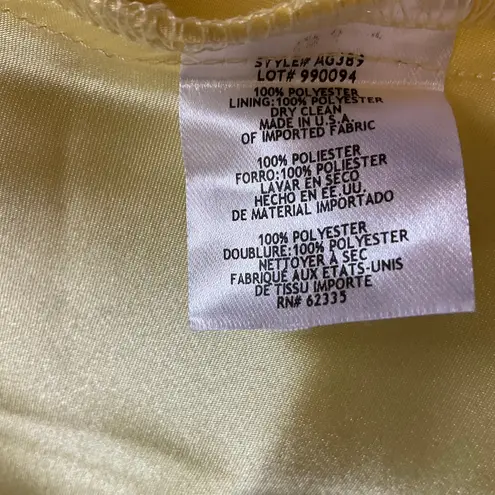 STYLE# AG389
LOT# 990094
100% POLYESTER
LINING:100% POLYESTER
DRY CLEAN
MADE IN U.S.A.
OF IMPORTED FABRIC
100% POLIESTER
FORRO:100% POLIESTER
LAVAR EN SECO
HECHO EN EE.UU.
DE MATERIAL IMPORTADO
100% POLYESTER
DOUBLURE:100% POLYESTER
NETTOYER À SEC
FABRIQUÉ AUX ETATS-UNIS
DE TISSU IMPORTE
RN# 62335